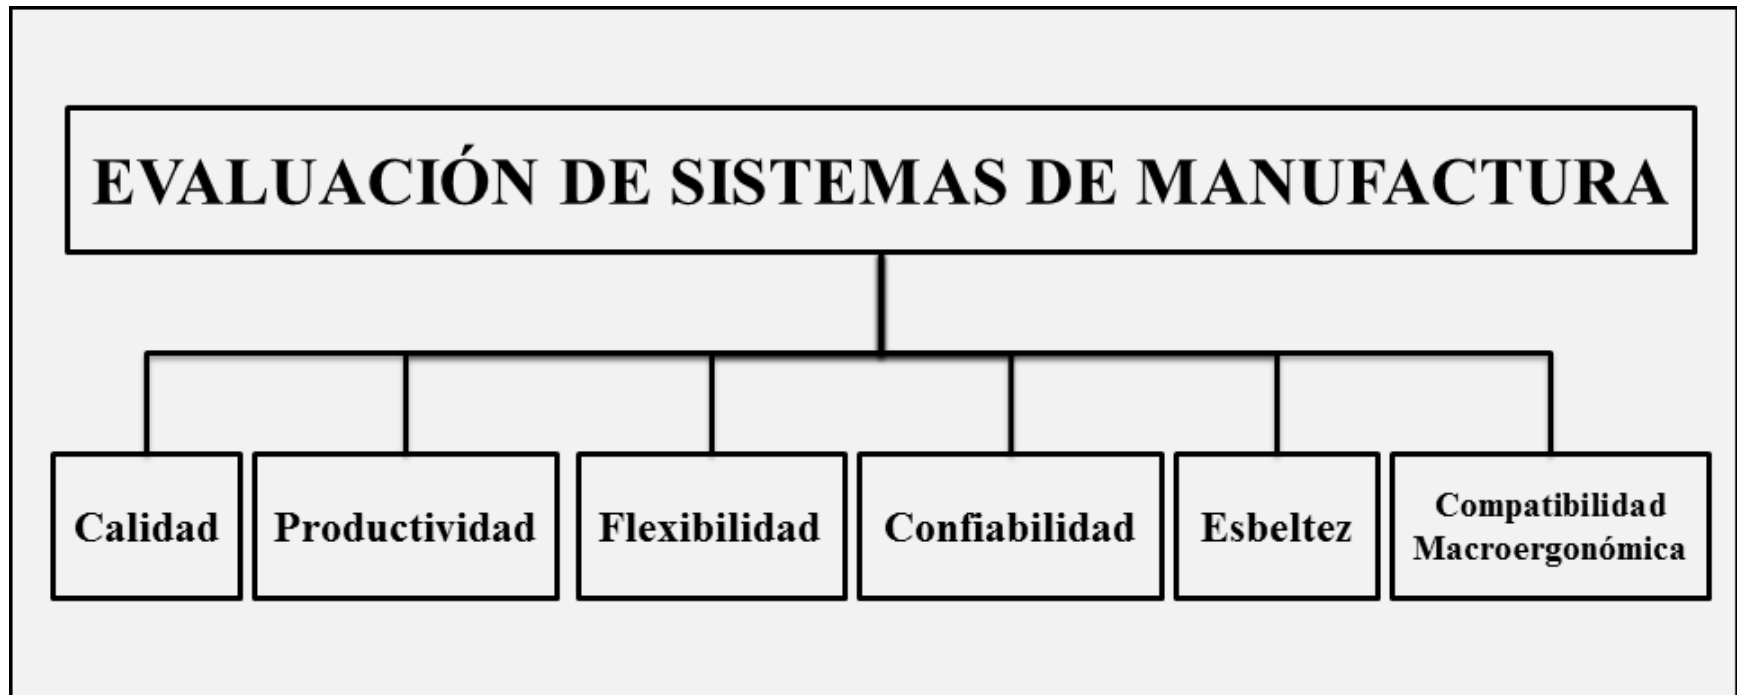 EVALUACIÓN DE SISTEMAS DE MANUFACTURA
Calidad
Productividad
Flexibilidad
Confiabilidad
Esbeltez
Compatibilidad
Macroergonómica